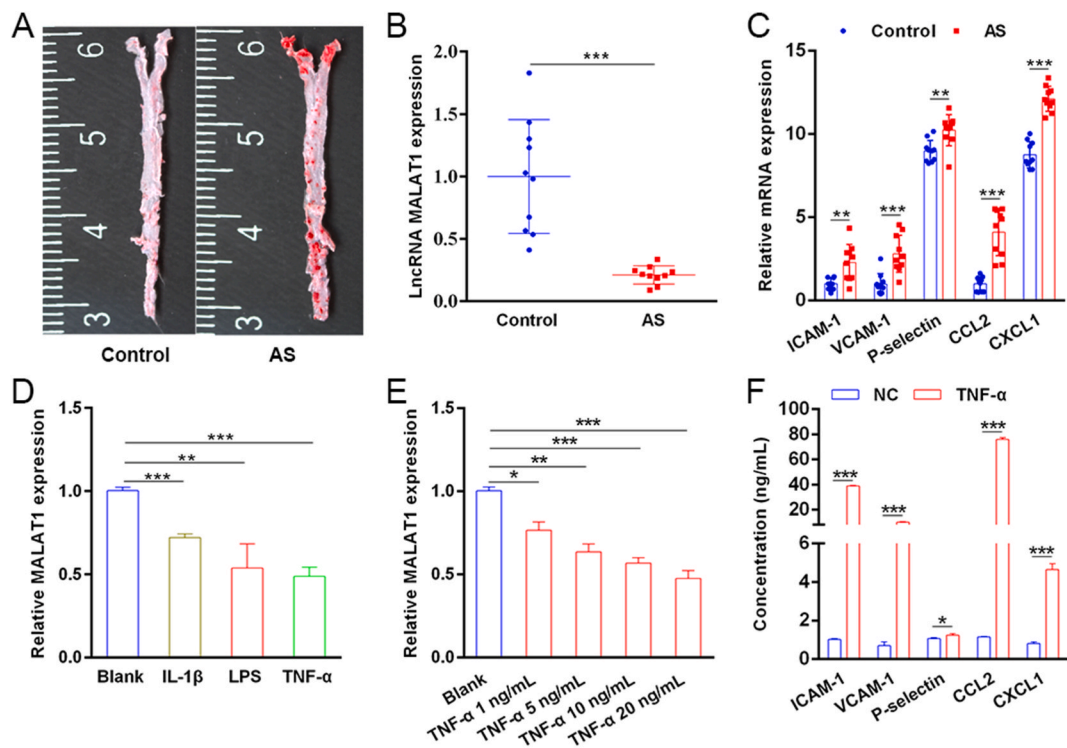 A
6
5
4
3
6
5
4
3
Control
AS
B
LncRNA MALAT1 expression
2.0
1.5
1.0
0.5
0.0
***
Control
AS
C
Control
AS
Relative mRNA expression
15
10
5
0
**
***
**
***
***
ICAM-1
VCAM-1
P-selectin
CCL2
CXCL1
D
Relative MALAT1 expression
1.5
1.0
0.5
0.0
***
**
***
Blank
IL-1β
LPS
TNF-α
E
Relative MALAT1 expression
1.5
1.0
0.5
0.0
***
***
**
*
Blank
TNF-α 1 ng/mL
TNF-α 5 ng/mL
TNF-α 10 ng/mL
TNF-α 20 ng/mL
F
NC
TNF-α
Concentration (ng/mL)
100
80
60
40
20
6
4
2
0
***
***
*
***
***
ICAM-1
VCAM-1
P-selectin
CCL2
CXCL1